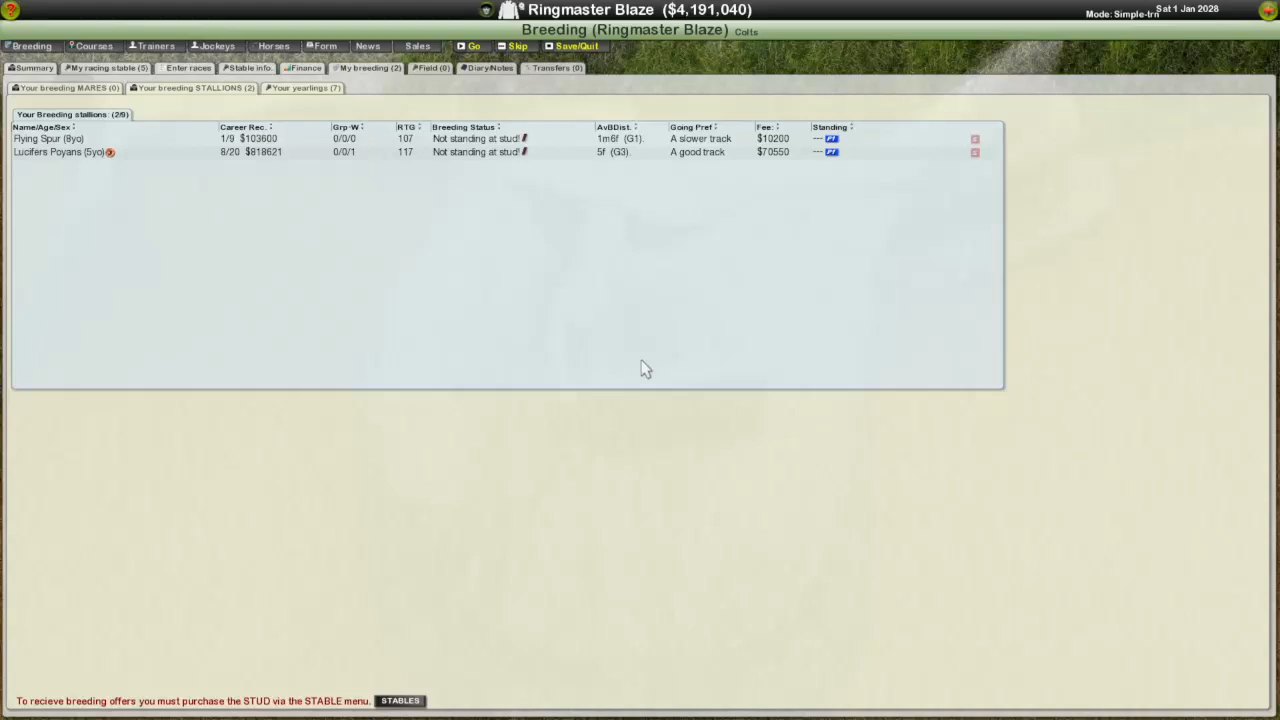 Ringmaster Blaze ($4,191,040)
Mode: Simple-trn Sat 1 Jan 2028
Breeding (Ringmaster Blaze) Colts
Breeding Courses Trainers Jockeys Horses Form News Sales Go Skip Save/Quit
Summary My racing stable (5) Enter races Stable info. Finance My breeding (2) Field (0) Diary/Notes Transfers (0)
Your breeding MARES (0) Your breeding STALLIONS (2) Your yearlings (7)
Your Breeding stallions: (2/9)
Name/Age/Sex Career Rec. Grp-W RTG Breeding Status AvBDist. Going Pref Fee: Standing
Flying Spur (8yo) 1/9 $103600 0/0/0 107 Not standing at stud! 1m6f (G1). A slower track $10200 --- PT
Lucifers Poyans (5yo) 8/20 $818621 0/0/1 117 Not standing at stud! 5f (G3). A good track $70550 --- PT
To recieve breeding offers you must purchase the STUD via the STABLE menu. STABLES